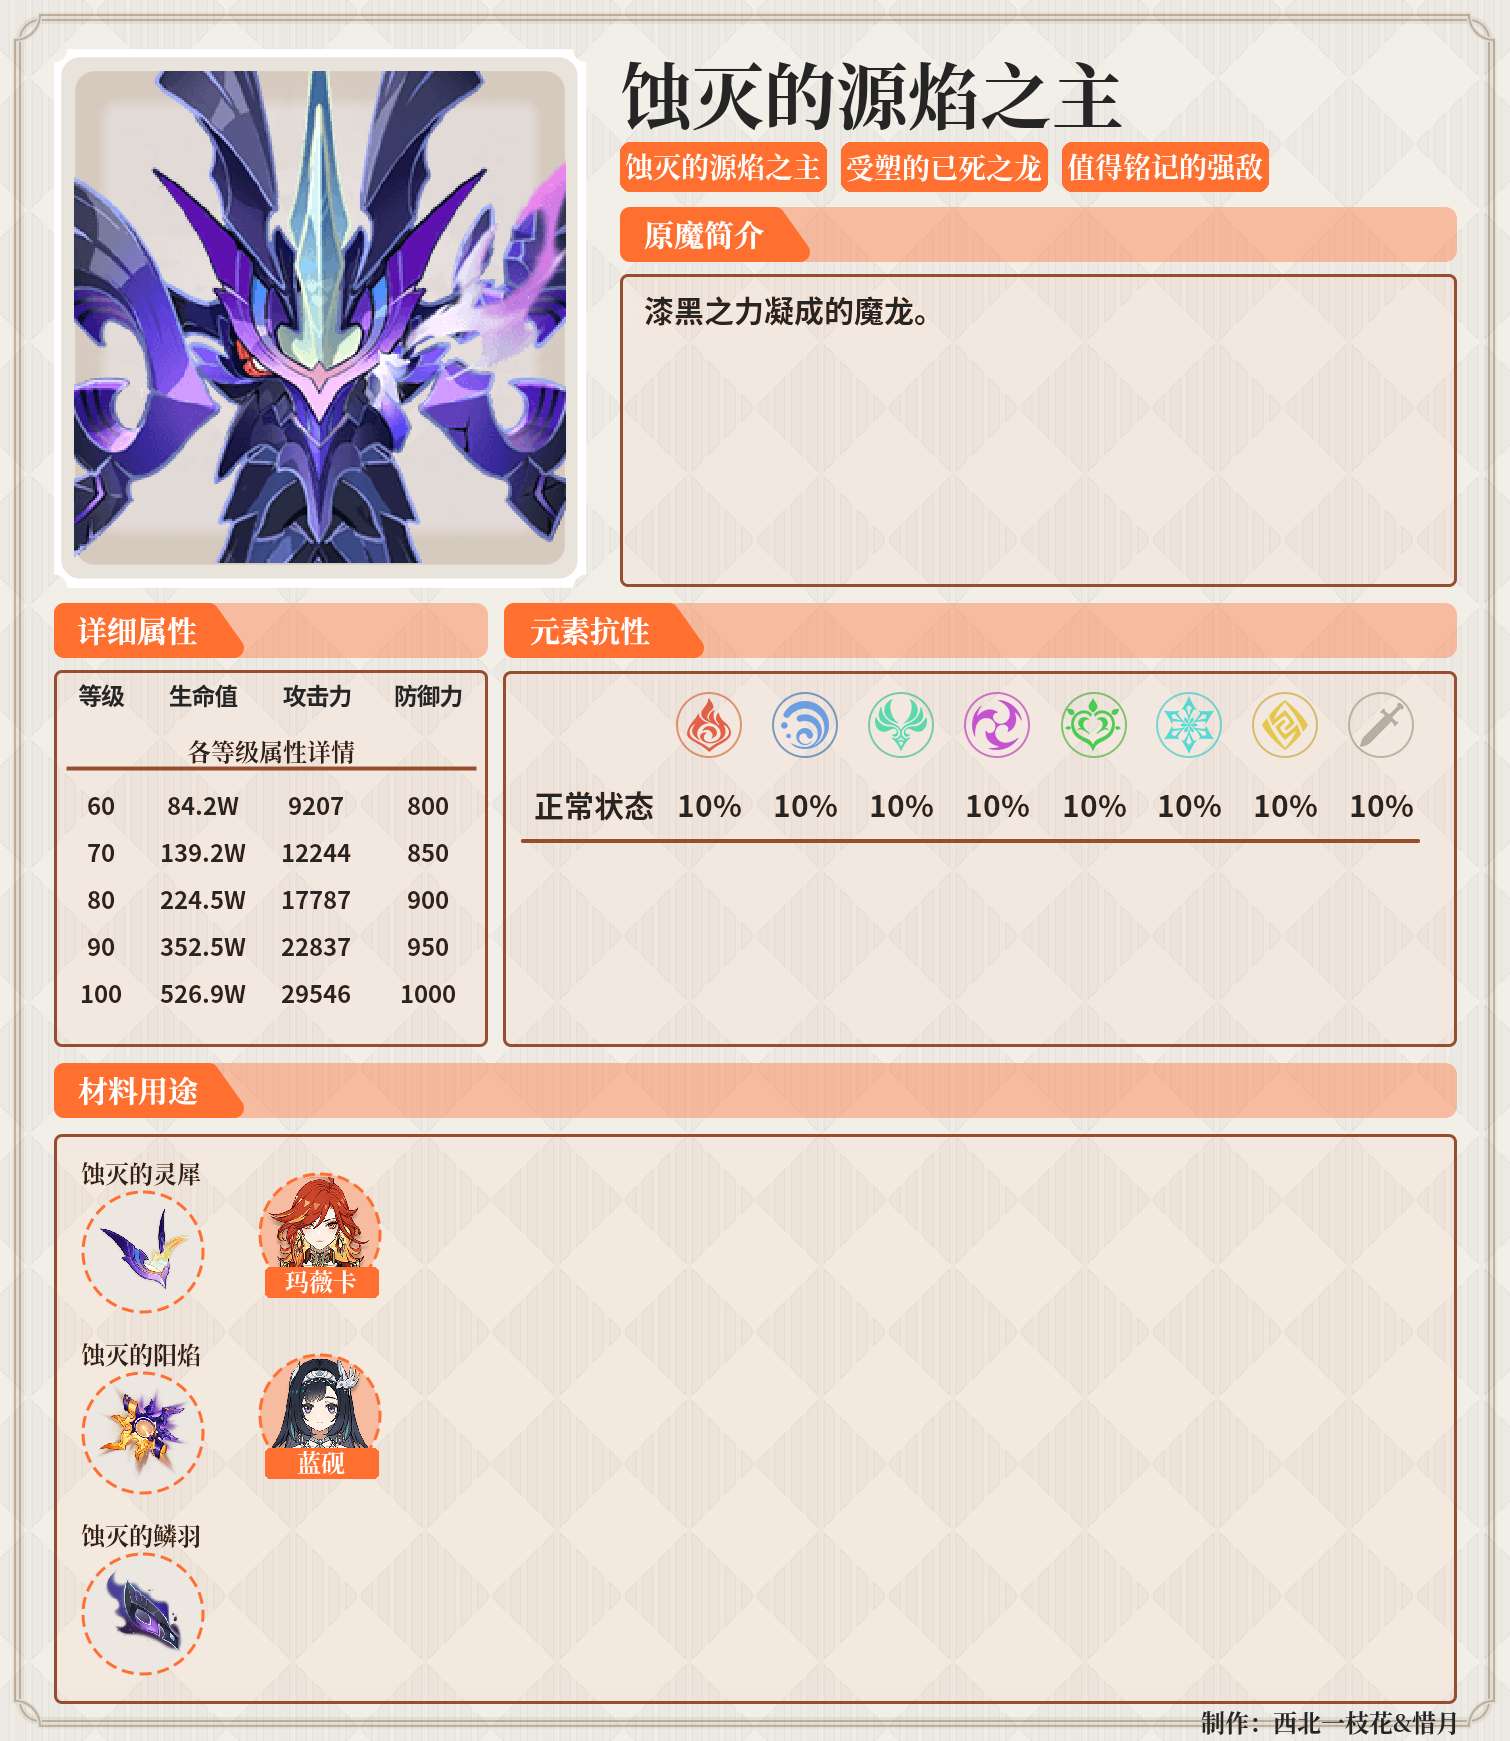 蚀灭的源焰之主
蚀灭的源焰之主 受塑的已死之龙 值得铭记的强敌
原魔简介
漆黑之力凝成的魔龙。
详细属性
等级 生命值 攻击力 防御力
各等级属性详情
60 84.2W 9207 800
70 139.2W 12244 850
80 224.5W 17787 900
90 352.5W 22837 950
100 526.9W 29546 1000
元素抗性
正常状态 10% 10% 10% 10% 10% 10% 10% 10%
材料用途
蚀灭的灵犀
玛薇卡
蚀灭的阳焰
蓝砚
蚀灭的鳞羽
制作：西北一枝花&惜月